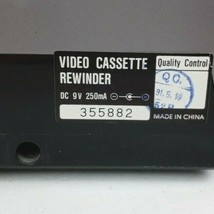 VIDEO CASSETTE
REWINDER
DC 9V 250mA
355882
Quality Control
Q.C.
MADE IN CHINA